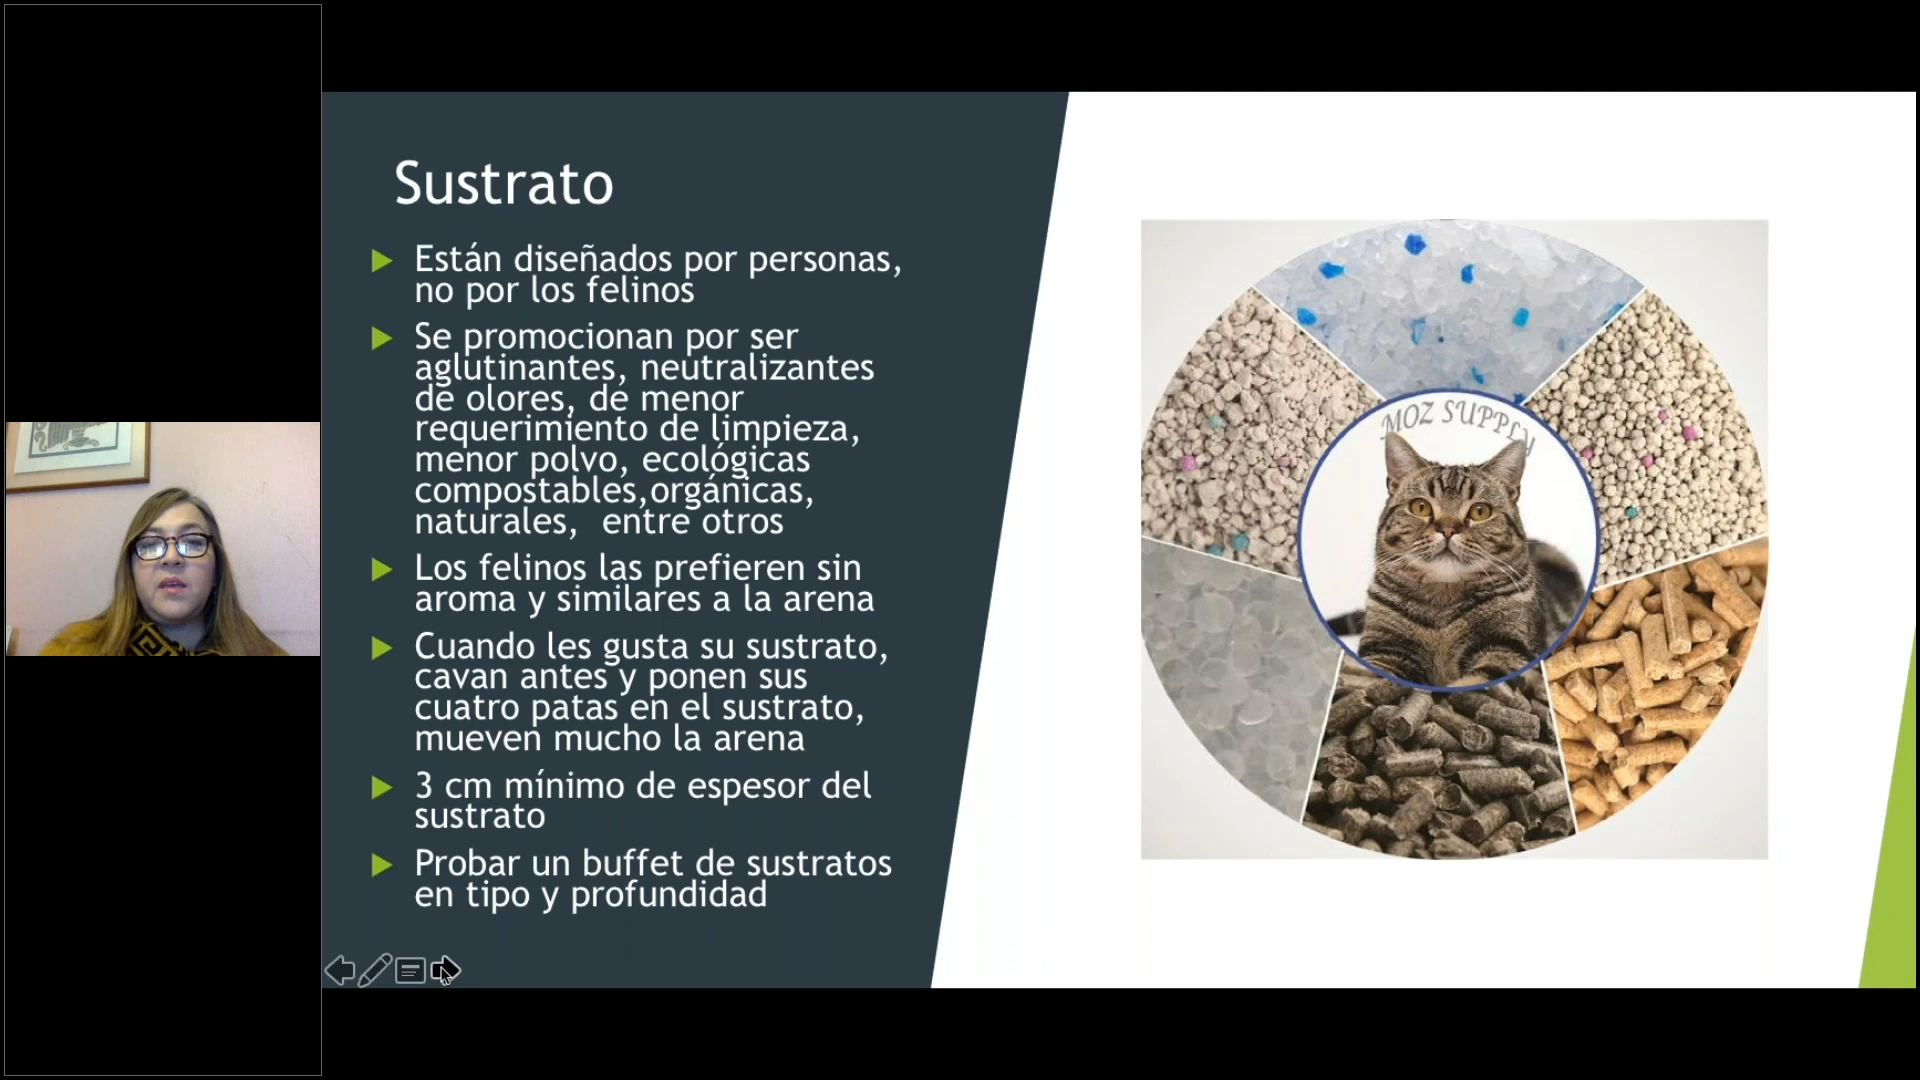 Sustrato
Están diseñados por personas,
no por los felinos
Se promocionan por ser
aglutinantes, neutralizantes
de olores, de menor
requerimiento de limpieza,
menor polvo, ecológicas
compostables,orgánicas,
naturales,  entre otros
Los felinos las prefieren sin
aroma y similares a la arena
Cuando les gusta su sustrato,
cavan antes y ponen sus
cuatro patas en el sustrato,
mueven mucho la arena
3 cm mínimo de espesor del
sustrato
Probar un buffet de sustratos
en tipo y profundidad
MOZ SUPPLY